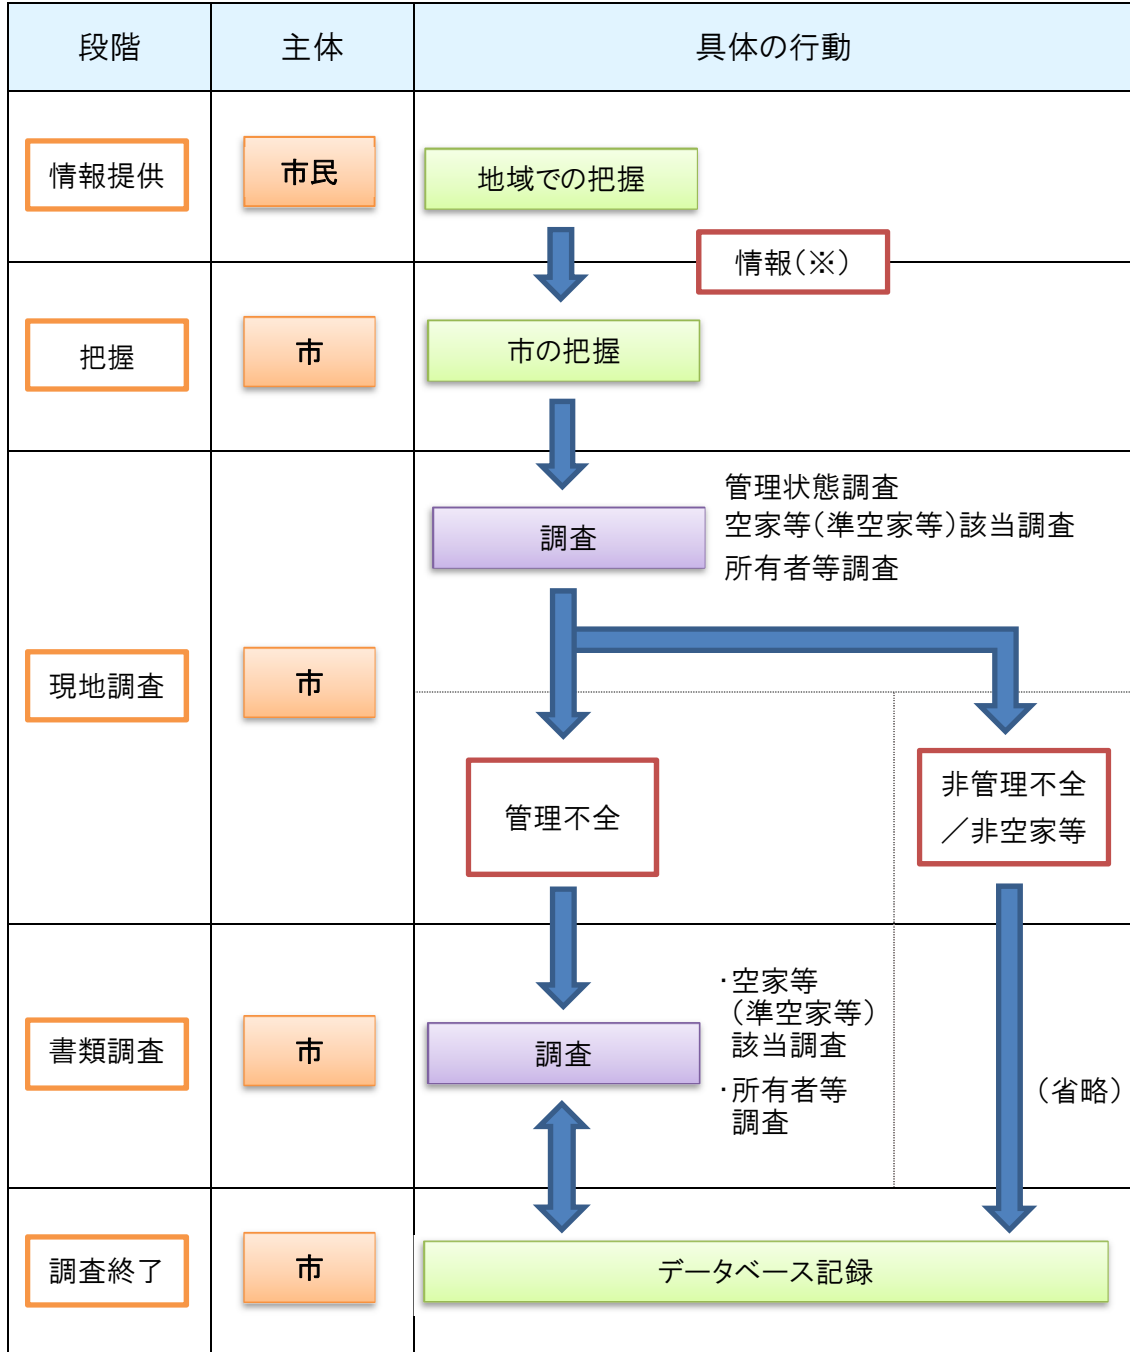 段階
主体
具体の行動
情報提供
市民
地域での把握
情報(※)
把握
市
市の把握
現地調査
市
調査
管理状態調査
空家等(準空家等)該当調査
所有者等調査
管理不全
非管理不全
／非空家等
書類調査
市
調査
・空家等
(準空家等)
該当調査
・所有者等
調査
(省略)
調査終了
市
データベース記録